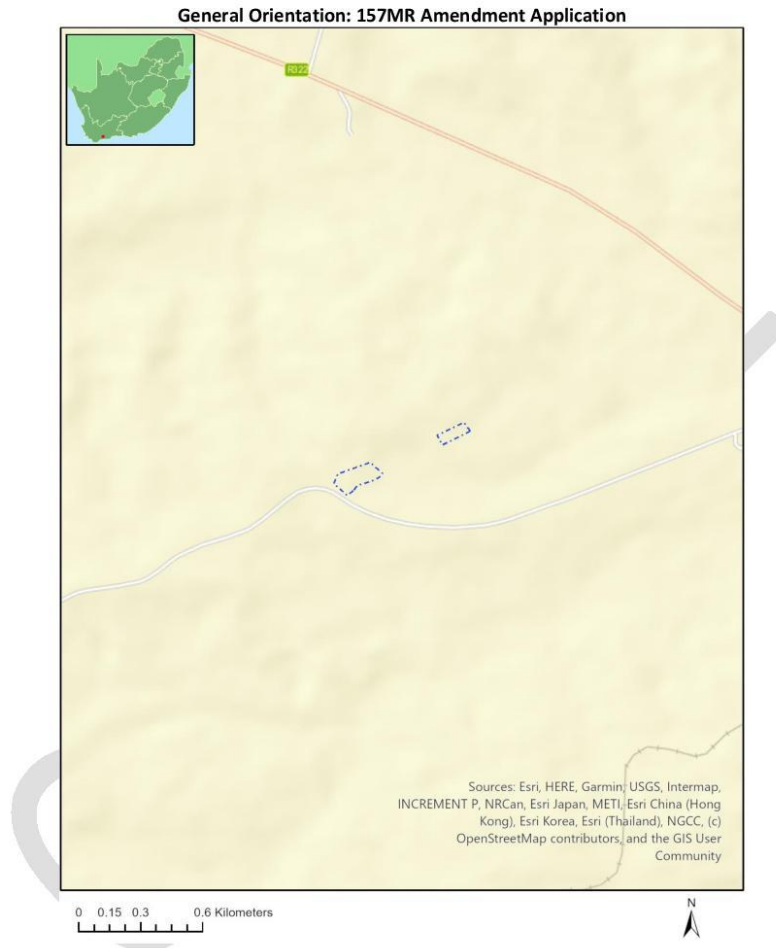 General Orientation: 157MR Amendment Application
R322
Sources: Esri, HERE, Garmin, USGS, Intermap,
INCREMENT P, NRCan, Esri Japan, METI, Esri China (Hong
Kong), Esri Korea, Esri (Thailand), NGCC, (c)
OpenStreetMap contributors, and the GIS User
Community
0 0.15 0.3 0.6 Kilometers
N